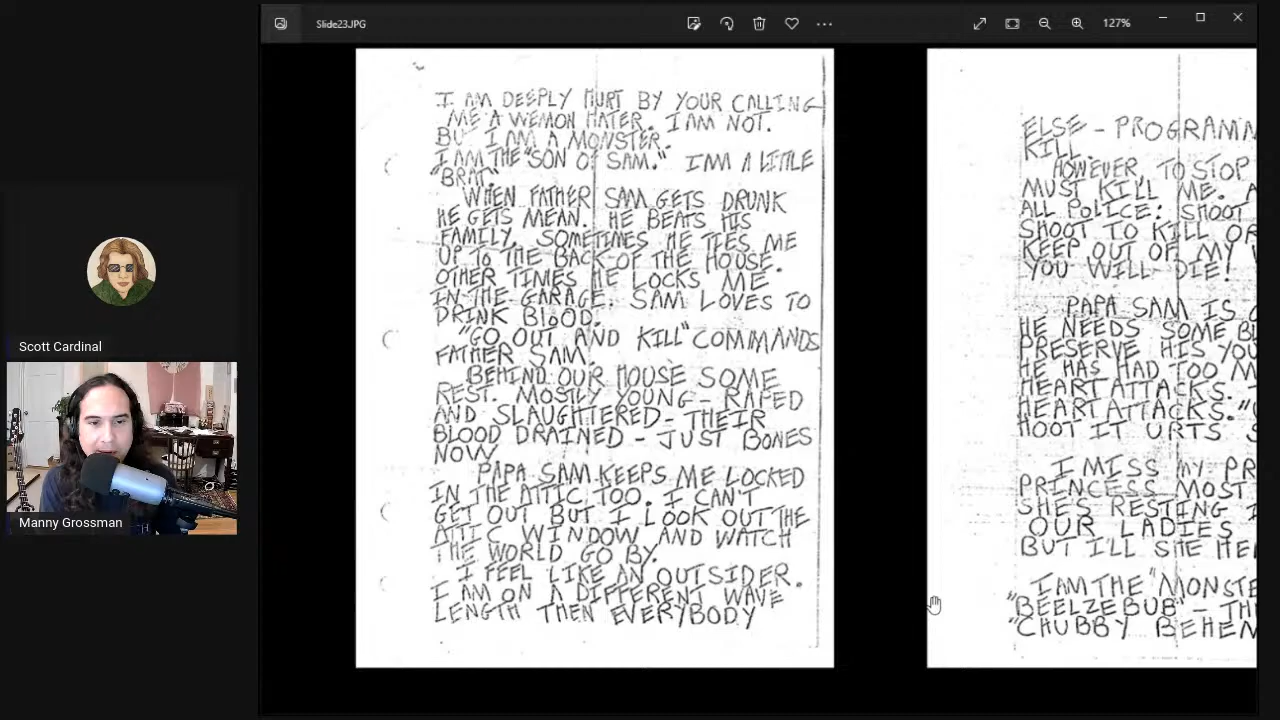 Slide23.JPG
127%
I AM DEEPLY HURT BY YOUR CALLING
ME A WEMON HATER. I AM NOT.
BUT I AM A MONSTER.
I AM THE "SON OF SAM." I AM A LITTLE
"BRAT".
WHEN FATHER SAM GETS DRUNK
HE GETS MEAN. HE BEATS HIS
FAMILY. SOMETIMES HE TIES ME
UP TO THE BACK OF THE HOUSE.
OTHER TIMES HE LOCKS ME
IN THE GARAGE. SAM LOVES TO
DRINK BLOOD.
"GO OUT AND KILL" COMMANDS
FATHER SAM
BEHIND OUR HOUSE SOME
REST. MOSTLY YOUNG - RAPED
AND SLAUGHTERED - THEIR
BLOOD DRAINED - JUST BONES
NOW
PAPA SAM KEEPS ME LOCKED
IN THE ATTIC TOO. I CAN'T
GET OUT BUT I LOOK OUT THE
ATTIC WINDOW AND WATCH
THE WORLD GO BY.
I FEEL LIKE AN OUTSIDER.
I AM ON A DIFFERENT WAVE
LENGTH THEN EVERYBODY
ELSE - PROGRAMM
KILL.
HOWEVER, TO STOP
MUST KILL ME. A
ALL POLICE: SHOOT
SHOOT TO KILL OR
KEEP OUT OF MY
YOU WILL DIE!
PAPA SAM IS O
HE NEEDS SOME BL
PRESERVE HIS YOU
HE HAS HAD TOO M
HEART ATTACKS.
HEART ATTACKS. "U
HOOT IT URTS S
I MISS MY PR
PRINCESS MOST
SHE'S RESTING I
OUR LADIES
BUT I'LL SHE HE
I AM THE "MONSTE
"BEELZEBUB" - TH
"CHUBBY BEHEM
Scott Cardinal
Manny Grossman